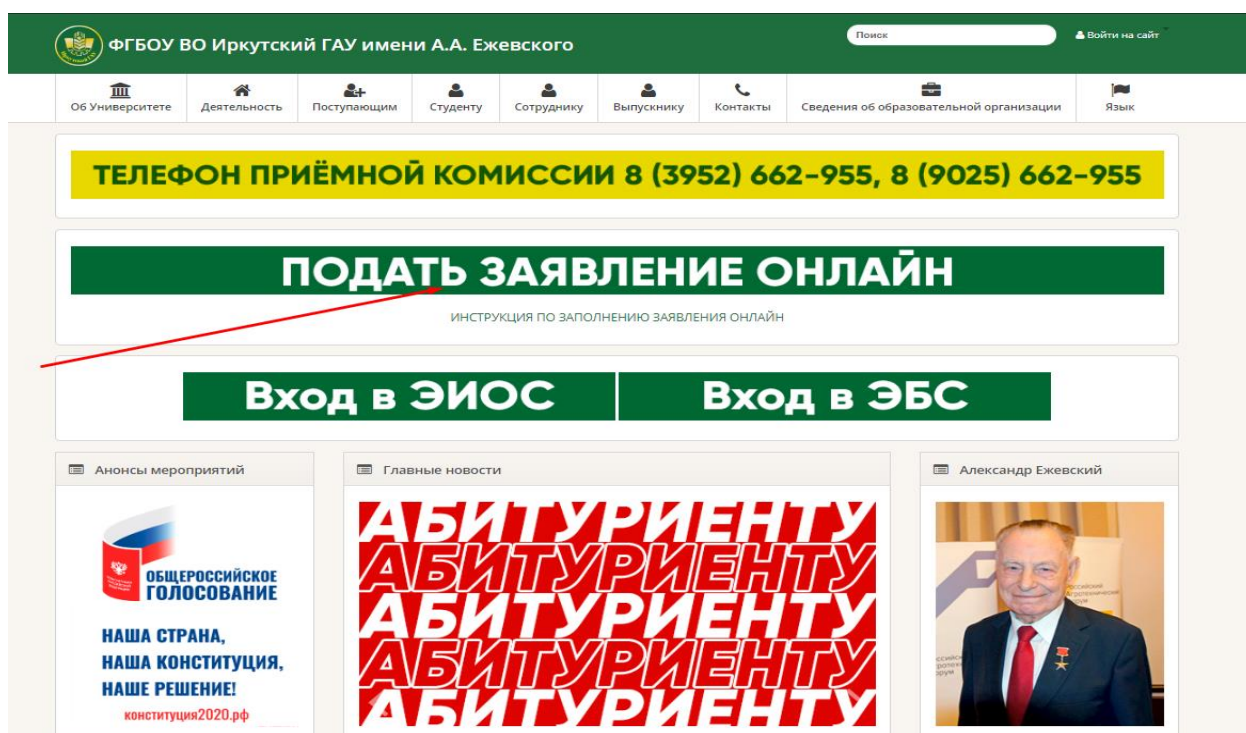 ФГБОУ ВО Иркутский ГАУ имени А.А. Ежевского
Поиск
Войти на сайт
Об Университете
Деятельность
Поступающим
Студенту
Сотруднику
Выпускнику
Контакты
Сведения об образовательной организации
Язык
ТЕЛЕФОН ПРИЁМНОЙ КОМИССИИ 8 (3952) 662-955, 8 (9025) 662-955
ПОДАТЬ ЗАЯВЛЕНИЕ ОНЛАЙН
ИНСТРУКЦИЯ ПО ЗАПОЛНЕНИЮ ЗАЯВЛЕНИЯ ОНЛАЙН
Вход в ЭИОС
Вход в ЭБС
Анонсы мероприятий
ОБЩЕРОССИЙСКОЕ
ГОЛОСОВАНИЕ
НАША СТРАНА,
НАША КОНСТИТУЦИЯ,
НАШЕ РЕШЕНИЕ!
конституция2020.рф
Главные новости
АБИТУРИЕНТУ
АБИТУРИЕНТУ
АБИТУРИЕНТУ
АБИТУРИЕНТУ
АБИТУРИЕНТУ
Александр Ежевский